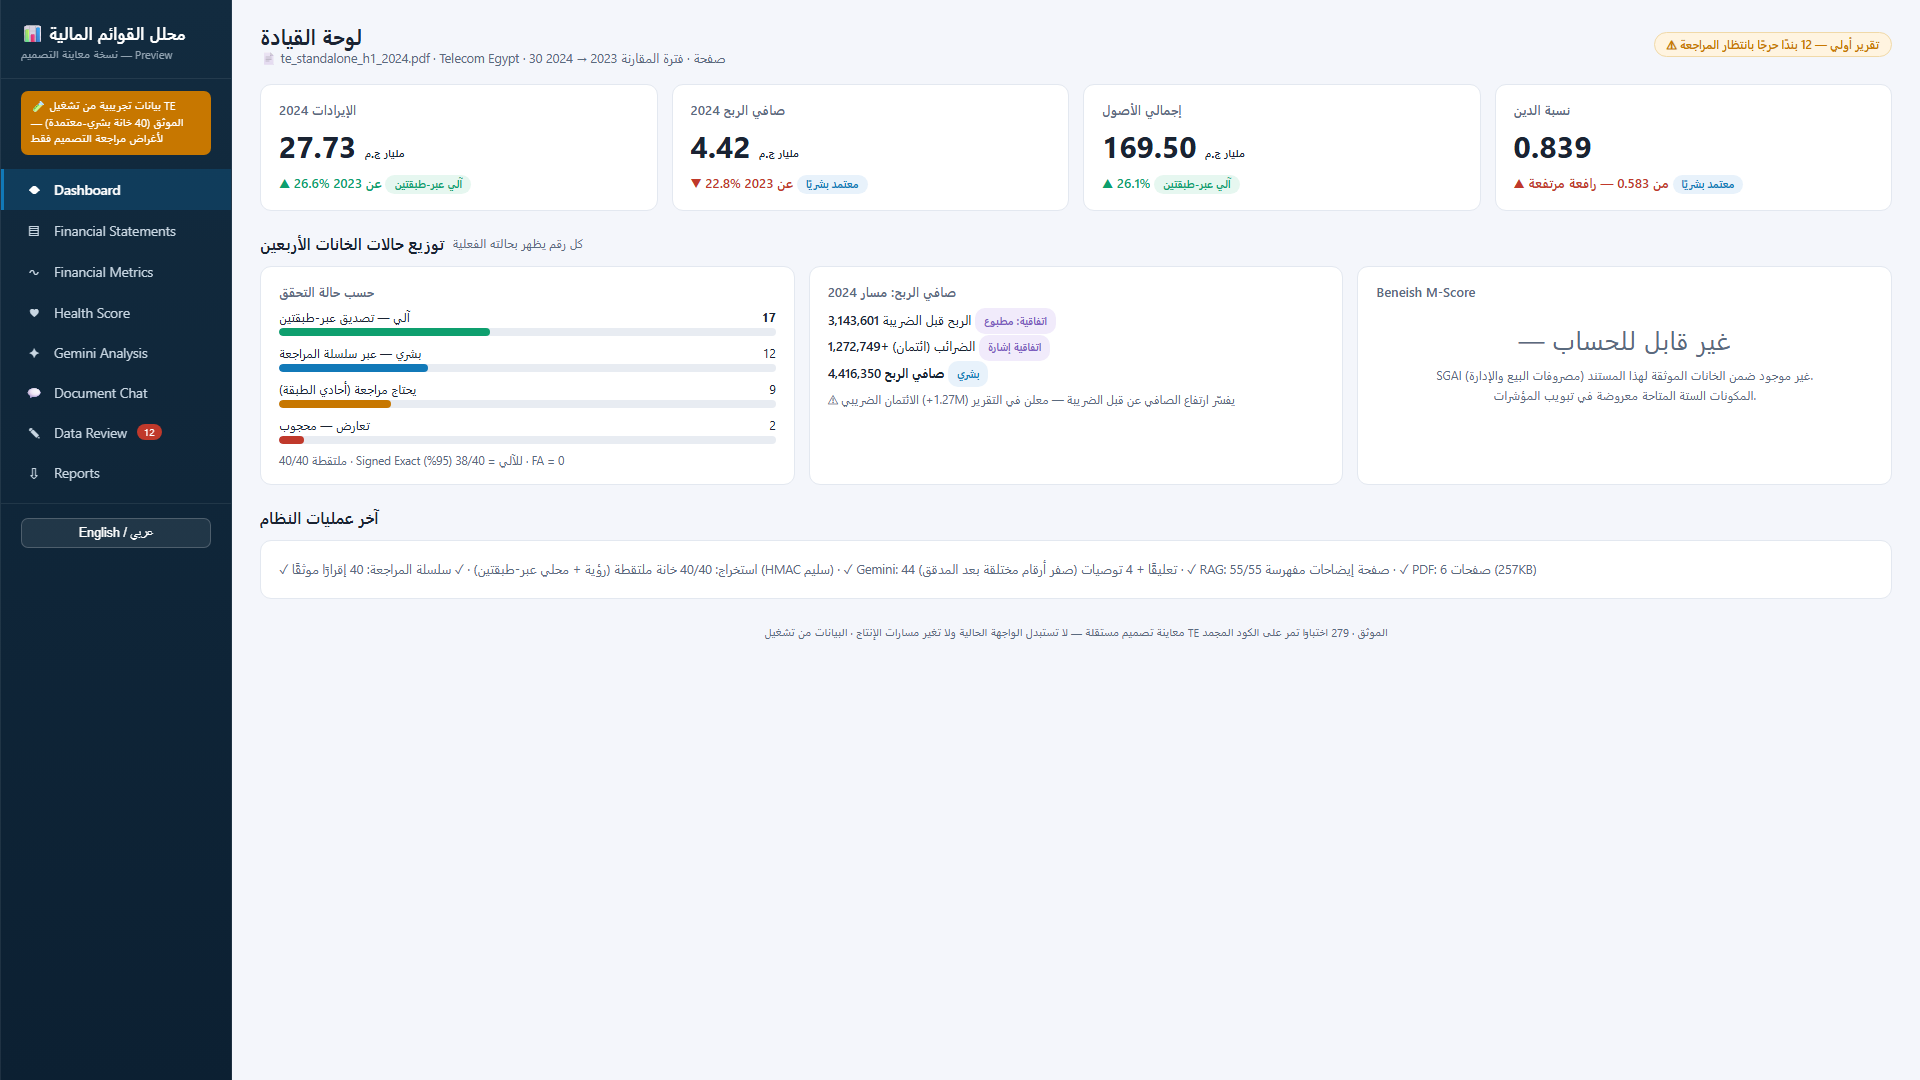 محلل القوائم المالية
نسخة معاينة التصميم — Preview
بيانات تجريبية من تشغيل TE
الموثق (40 خانة بشري-معتمدة) —
لأغراض مراجعة التصميم فقط
Dashboard
Financial Statements
Financial Metrics
Health Score
Gemini Analysis
Document Chat
Data Review 12
Reports
English / عربي
لوحة القيادة
te_standalone_h1_2024.pdf · Telecom Egypt · 30 صفحة · فترة المقارنة 2023 → 2024
⚠ تقرير أولي — 12 بندًا حرجًا بانتظار المراجعة
الإيرادات 2024
27.73 مليار ج.م
▲ 26.6% عن 2023 آلي عبر-طبقتين
صافي الربح 2024
4.42 مليار ج.م
▼ 22.8% عن 2023 معتمد بشريًا
إجمالي الأصول
169.50 مليار ج.م
▲ 26.1% آلي عبر-طبقتين
نسبة الدين
0.839
▲ من 0.583 — رافعة مرتفعة معتمد بشريًا
توزيع حالات الخانات الأربعين كل رقم يظهر بحالته الفعلية
حسب حالة التحقق
آلي — تصديق عبر-طبقتين 17
بشري — عبر سلسلة المراجعة 12
يحتاج مراجعة (أحادي الطبقة) 9
تعارض — محجوب 2
40/40 ملتقطة · Signed Exact للآلي = 38/40 (95%) · FA = 0
صافي الربح: مسار 2024
الربح قبل الضريبة 3,143,601 اتفاقية: مطبوع
الضرائب (ائتمان) +1,272,749 اتفاقية إشارة
صافي الربح 4,416,350 بشري
⚠ الائتمان الضريبي (+1.27M) يفسّر ارتفاع الصافي عن قبل الضريبة — معلن في التقرير
Beneish M-Score
— غير قابل للحساب
SGAI (مصروفات البيع والإدارة) غير موجود ضمن الخانات الموثقة لهذا المستند.
المكونات الستة المتاحة معروضة في تبويب المؤشرات.
آخر عمليات النظام
✓ استخراج: 40/40 خانة ملتقطة (رؤية + محلي عبر-طبقتين) · ✓ سلسلة المراجعة: 40 إقرارًا موثقًا (HMAC سليم) · ✓ Gemini: 44 تعليقًا + 4 توصيات (صفر أرقام مختلقة بعد المدقق) · ✓ RAG: 55/55 صفحة إيضاحات مفهرسة · ✓ PDF: 6 صفحات (257KB)
معاينة تصميم مستقلة — لا تستبدل الواجهة الحالية ولا تغير مسارات الإنتاج · البيانات من تشغيل TE الموثق · 279 اختبارًا تمر على الكود المجمد